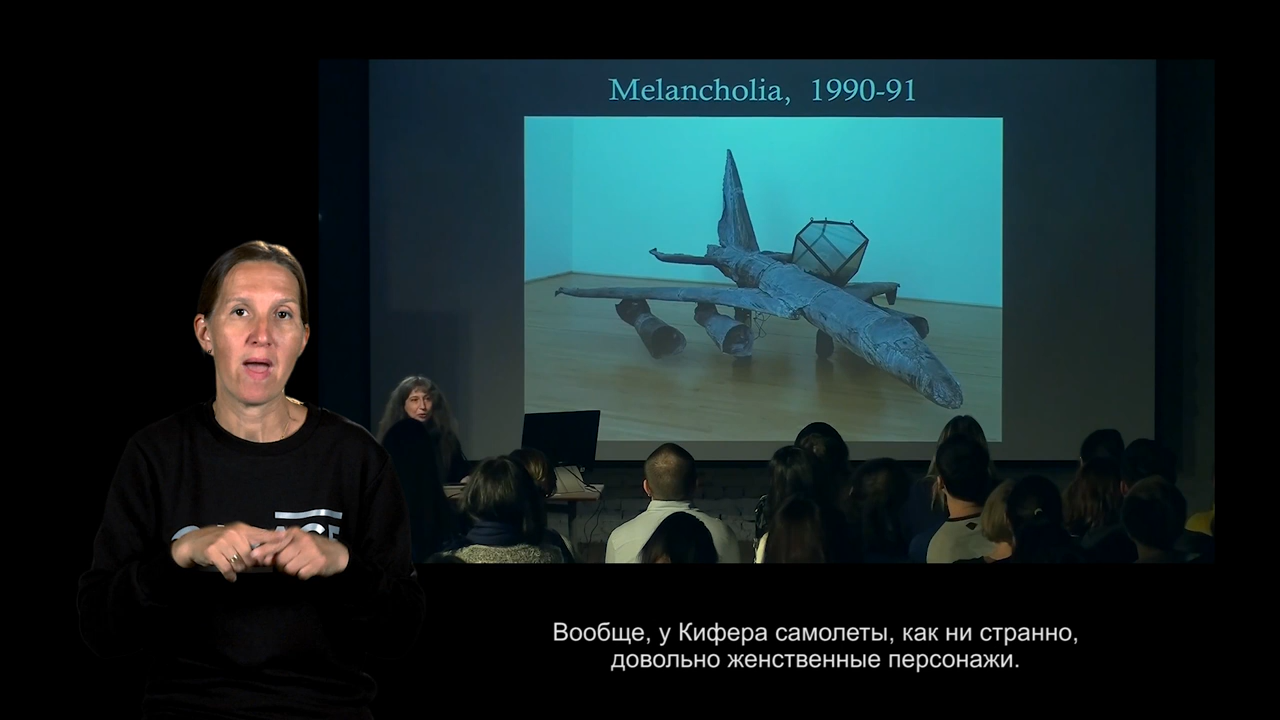 Melancholia, 1990-91
Вообще, у Кифера самолеты, как ни странно,
довольно женственные персонажи.